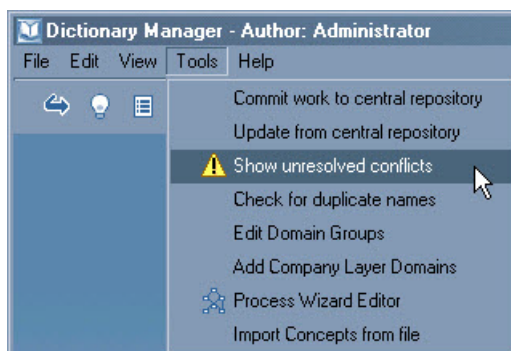 Dictionary Manager - Author: Administrator
File Edit View Tools Help
Commit work to central repository
Update from central repository
Show unresolved conflicts
Check for duplicate names
Edit Domain Groups
Add Company Layer Domains
Process Wizard Editor
Import Concepts from file